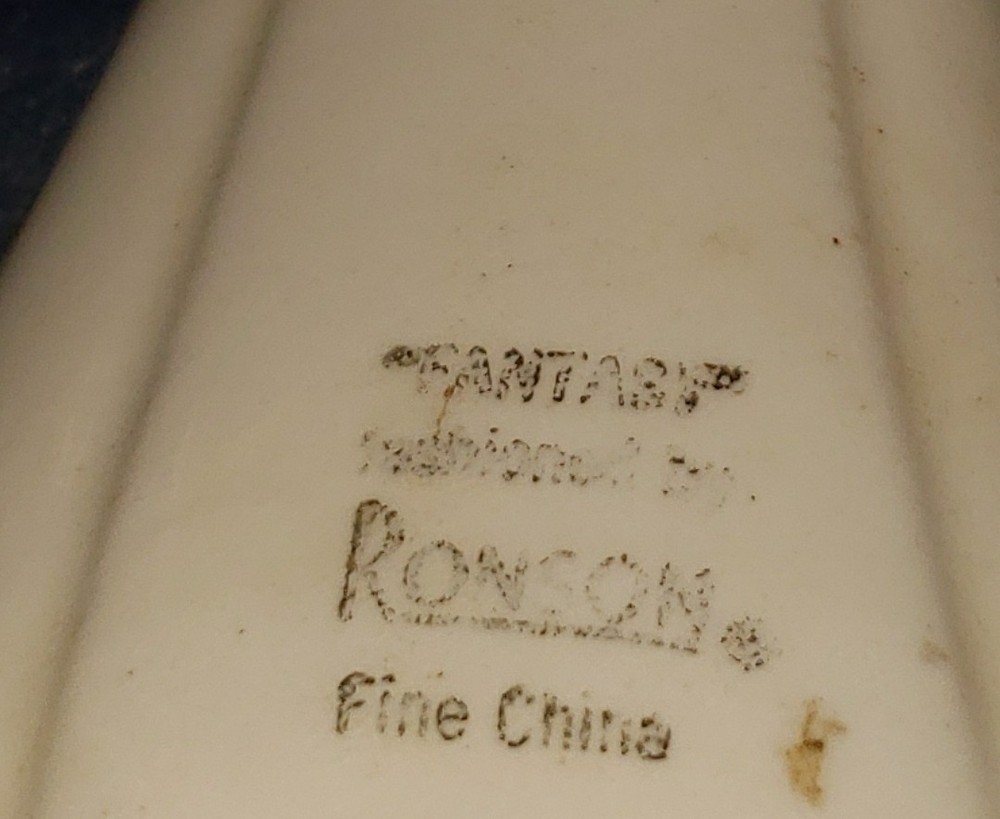 "FANTASY"
fashioned by
RONSON®
Fine China